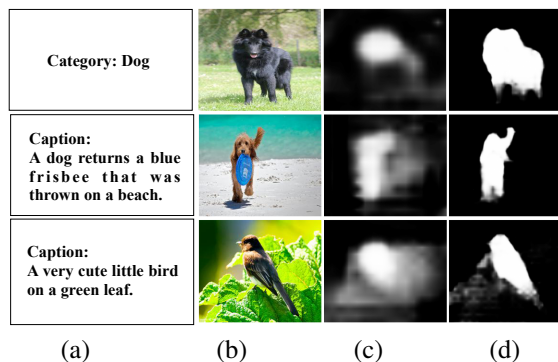 Category: Dog
Caption:
A dog returns a blue
frisbee that was
thrown on a beach.
Caption:
A very cute little bird
on a green leaf.
(a) (b) (c) (d)